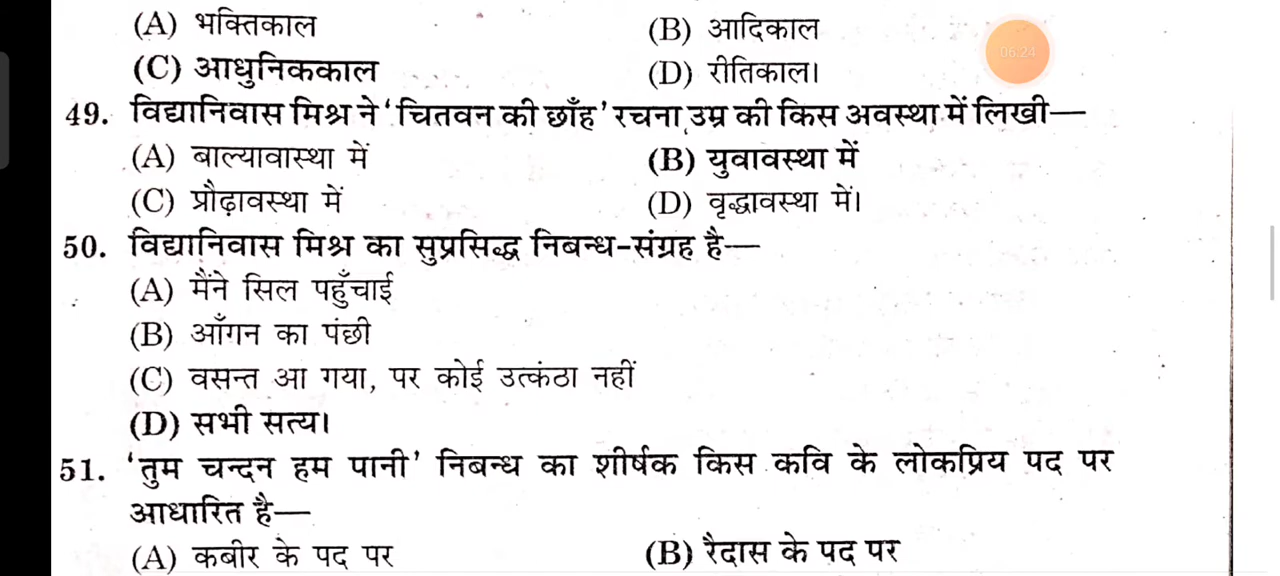 (A) भक्तिकाल (B) आदिकाल
05:24
(C) आधुनिककाल (D) रीतिकाल।
49. विद्यानिवास मिश्र ने ‘चितवन की छाँह’ रचना उम्र की किस अवस्था में लिखी—
(A) बाल्यावास्था में (B) युवावस्था में
(C) प्रौढ़ावस्था में (D) वृद्धावस्था में।
50. विद्यानिवास मिश्र का सुप्रसिद्ध निबन्ध-संग्रह है—
(A) मैंने सिल पहुँचाई
(B) आँगन का पंछी
(C) वसन्त आ गया, पर कोई उत्कंठा नहीं
(D) सभी सत्य।
51. ‘तुम चन्दन हम पानी’ निबन्ध का शीर्षक किस कवि के लोकप्रिय पद पर
आधारित है—
(A) कबीर के पद पर (B) रैदास के पद पर